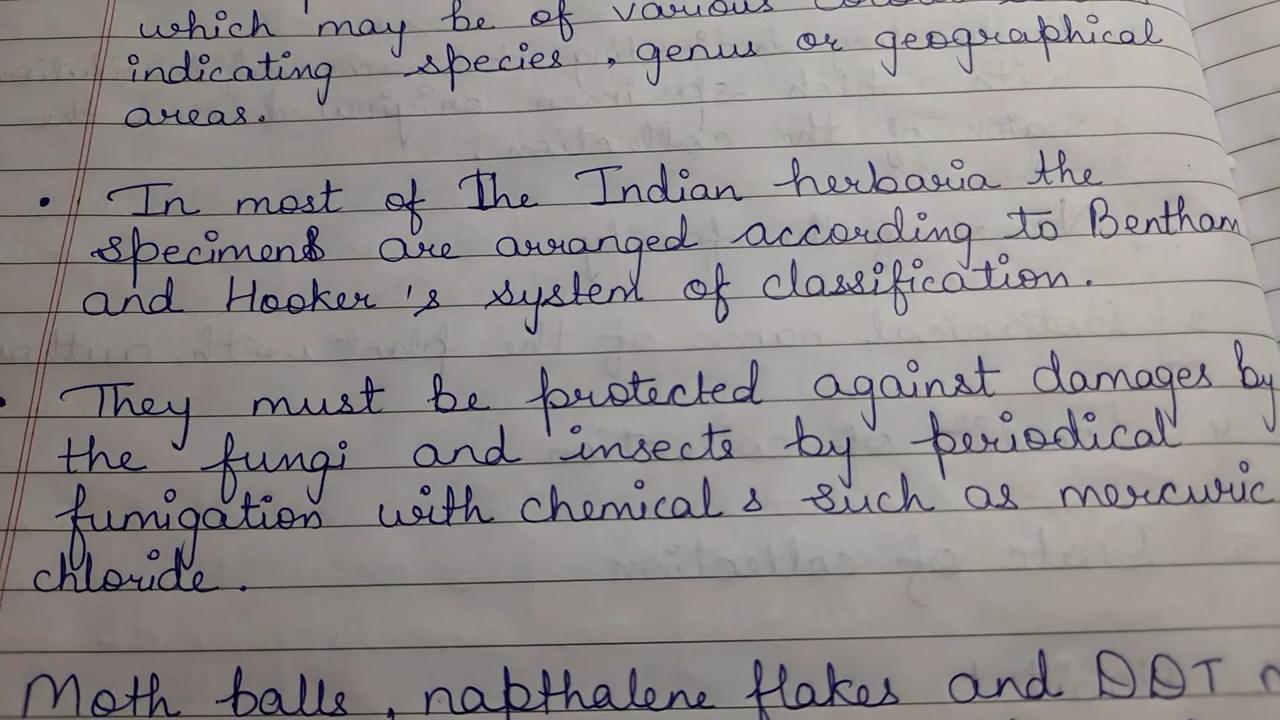 which may be of various
indicating species, genus or geographical
areas.
• In most of The Indian herbaria the
specimens are arranged according to Bentham
and Hooker's system of classification.
• They must be protected against damages by
the fungi and insects by periodical
fumigation with chemicals such as mercuric
chloride.
Moth balls, napthalene flakes and DDT